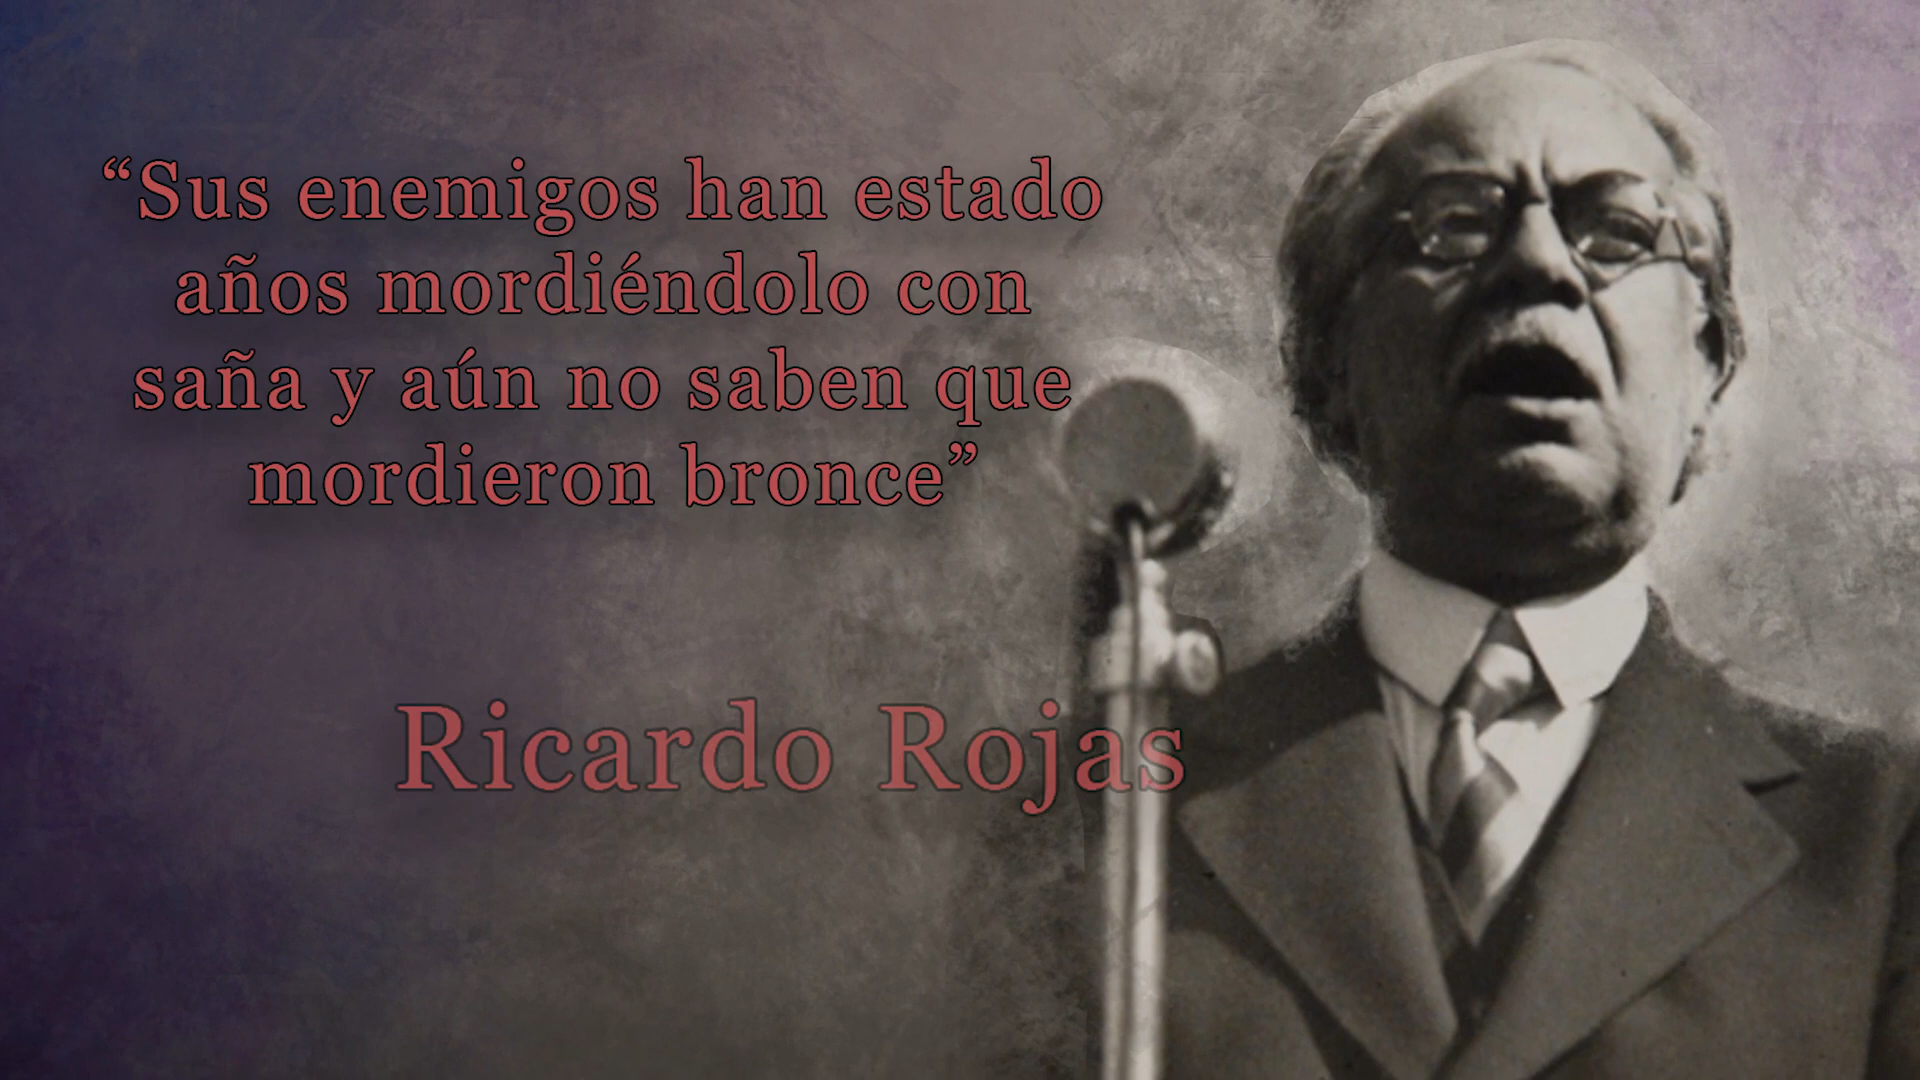 “Sus enemigos han estado
años mordiéndolo con
saña y aún no saben que
mordieron bronce”
Ricardo Rojas